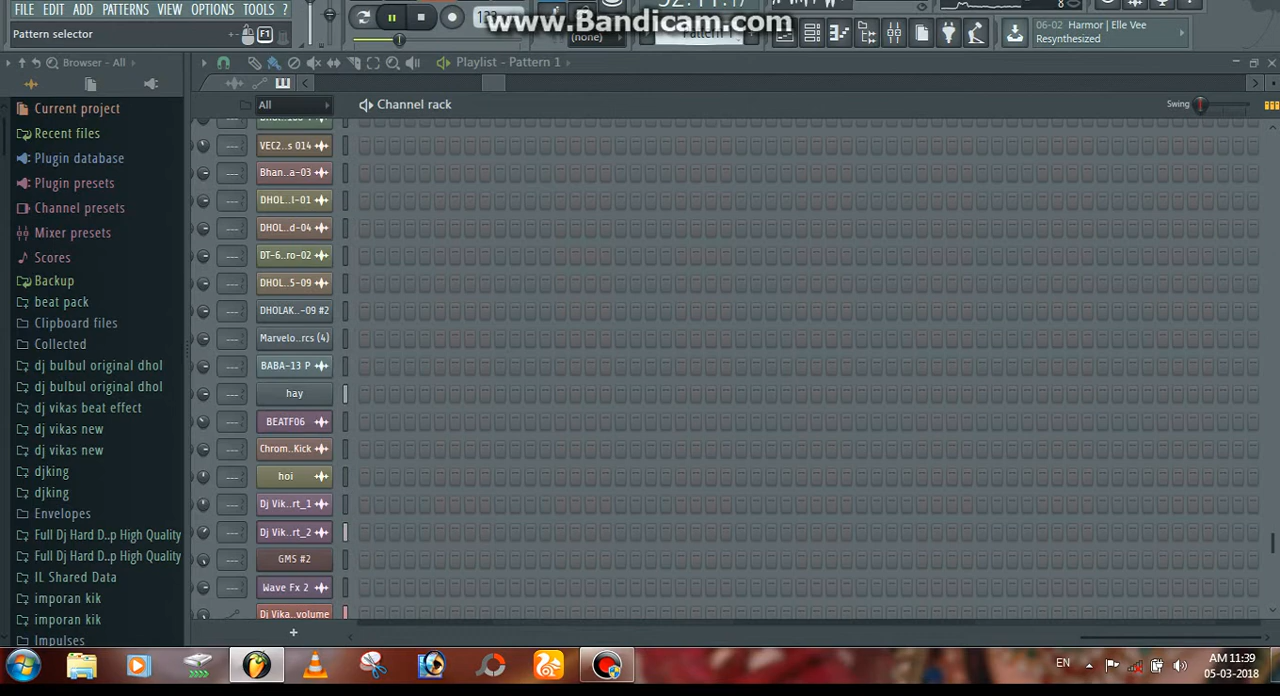 FILE EDIT ADD PATTERNS VIEW OPTIONS TOOLS ?
www.Bandicam.com
Pattern selector
F1
(none)
06-02 Harmor | Elle Vee
Resynthesized
Browser - All
Playlist - Pattern 1
All
Channel rack
Swing
Current project
Recent files
Plugin database
Plugin presets
Channel presets
Mixer presets
Scores
Backup
beat pack
Clipboard files
Collected
dj bulbul original dhol
dj bulbul original dhol
dj vikas beat effect
dj vikas new
dj vikas new
djking
djking
Envelopes
Full Dj Hard D..p High Quality
Full Dj Hard D..p High Quality
IL Shared Data
imporan kik
imporan kik
Impulses
VEC2..s 014
Bhan..a-03
DHOL..l-01
DHOL..d-04
DT-6..ro-02
DHOL..5-09
DHOLAK..-09 #2
Marvelo..rcs (4)
BABA-13 P
hay
BEATF06
Chrom..Kick
hoi
Dj Vik..rt_1
Dj Vik..rt_2
GMS #2
Wave Fx 2
Dj Vika..volume
+
EN
AM 11:39
05-03-2018